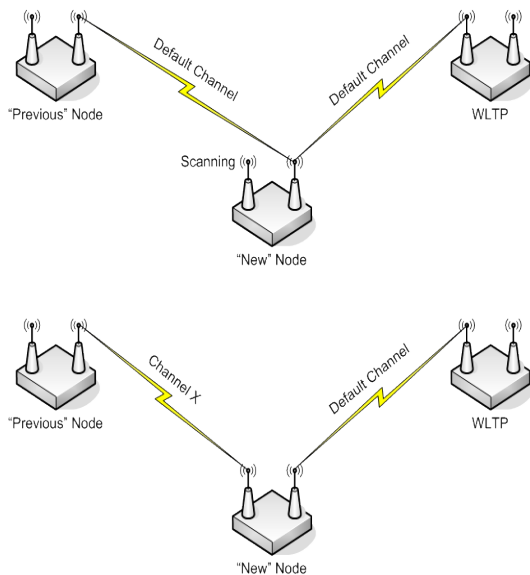 Default Channel
Default Channel
“Previous” Node
WLTP
Scanning
“New” Node
Channel X
Default Channel
“Previous” Node
WLTP
“New” Node